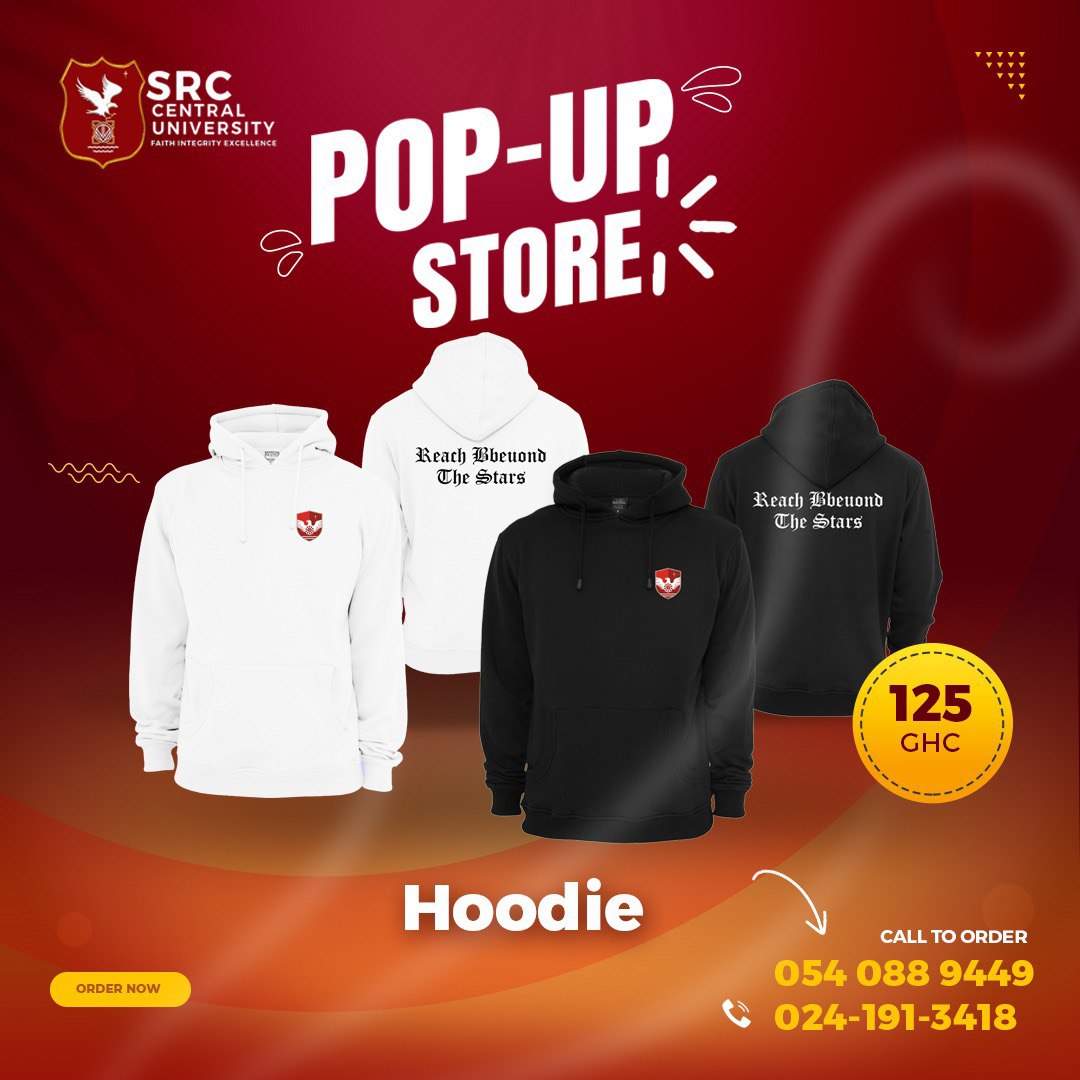 SRC
CENTRAL
UNIVERSITY
FAITH INTEGRITY EXCELLENCE
POP-UP
STORE
Reach Bbeuond
The Stars
Reach Bbeuond
The Stars
125
GHC
Hoodie
CALL TO ORDER
054 088 9449
024-191-3418
ORDER NOW